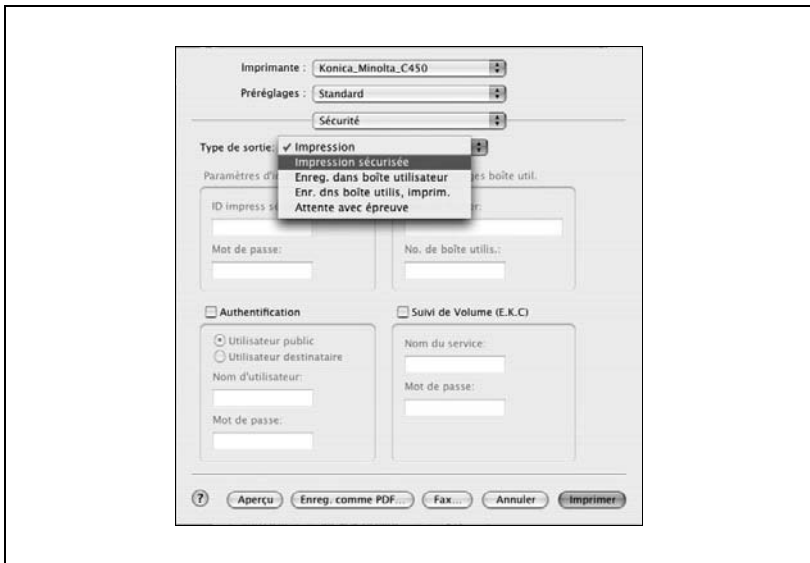 Imprimante : Konica_Minolta_C450
Préréglages : Standard
Sécurité
Type de sortie: ✓ Impression
Impression sécurisée
Enreg. dans boîte utilisateur
Enr. dns boîte utilis, imprim.
Attente avec épreuve
Paramètres boîte util.
ID impress
Mot de passe:
No. de boîte utilis.:
Authentification
Suivi de Volume (E.K.C)
Utilisateur public
Utilisateur destinataire
Nom du service:
Nom d'utilisateur:
Mot de passe:
Mot de passe:
? Aperçu Enreg. comme PDF... Fax... Annuler Imprimer